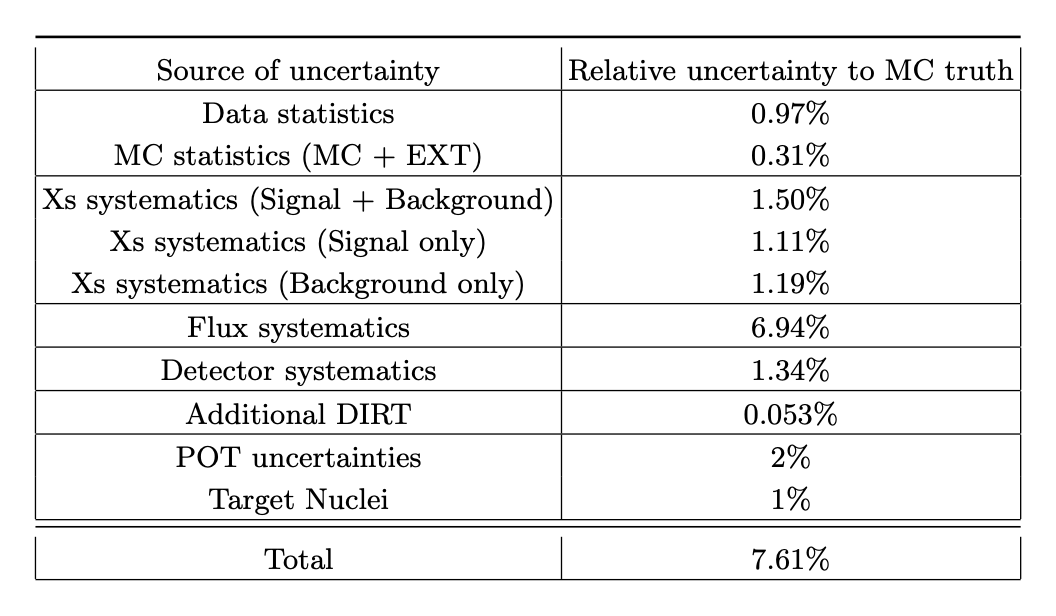 Source of uncertainty Relative uncertainty to MC truth
Data statistics 0.97%
MC statistics (MC + EXT) 0.31%
Xs systematics (Signal + Background) 1.50%
Xs systematics (Signal only) 1.11%
Xs systematics (Background only) 1.19%
Flux systematics 6.94%
Detector systematics 1.34%
Additional DIRT 0.053%
POT uncertainties 2%
Target Nuclei 1%
Total 7.61%